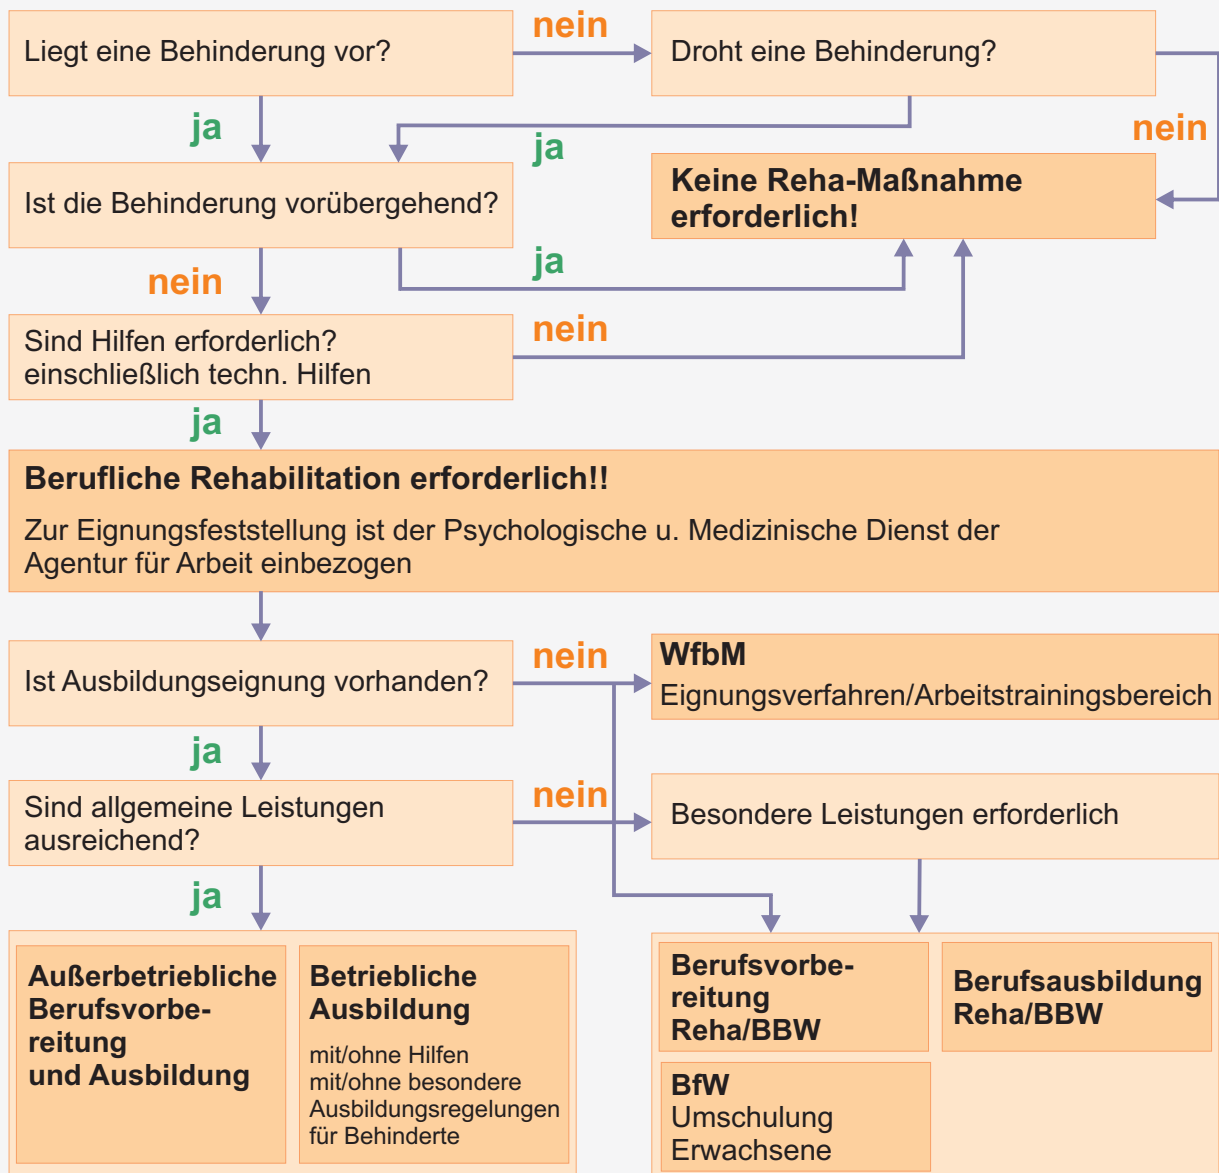 Liegt eine Behinderung vor?
nein
Droht eine Behinderung?
ja
ja
nein
Ist die Behinderung vorübergehend?
Keine Reha-Maßnahme
erforderlich!
nein
ja
Sind Hilfen erforderlich?
einschließlich techn. Hilfen
nein
ja
Berufliche Rehabilitation erforderlich!!
Zur Eignungsfeststellung ist der Psychologische u. Medizinische Dienst der
Agentur für Arbeit einbezogen
Ist Ausbildungseignung vorhanden?
nein
WfbM
Eignungsverfahren/Arbeitstrainingsbereich
ja
Sind allgemeine Leistungen
ausreichend?
nein
Besondere Leistungen erforderlich
ja
Außerbetriebliche
Berufsvorbe-
reitung
und Ausbildung
Betriebliche
Ausbildung
mit/ohne Hilfen
mit/ohne besondere
Ausbildungsregelungen
für Behinderte
Berufsvorbe-
reitung
Reha/BBW
Berufsausbildung
Reha/BBW
BfW
Umschulung
Erwachsene